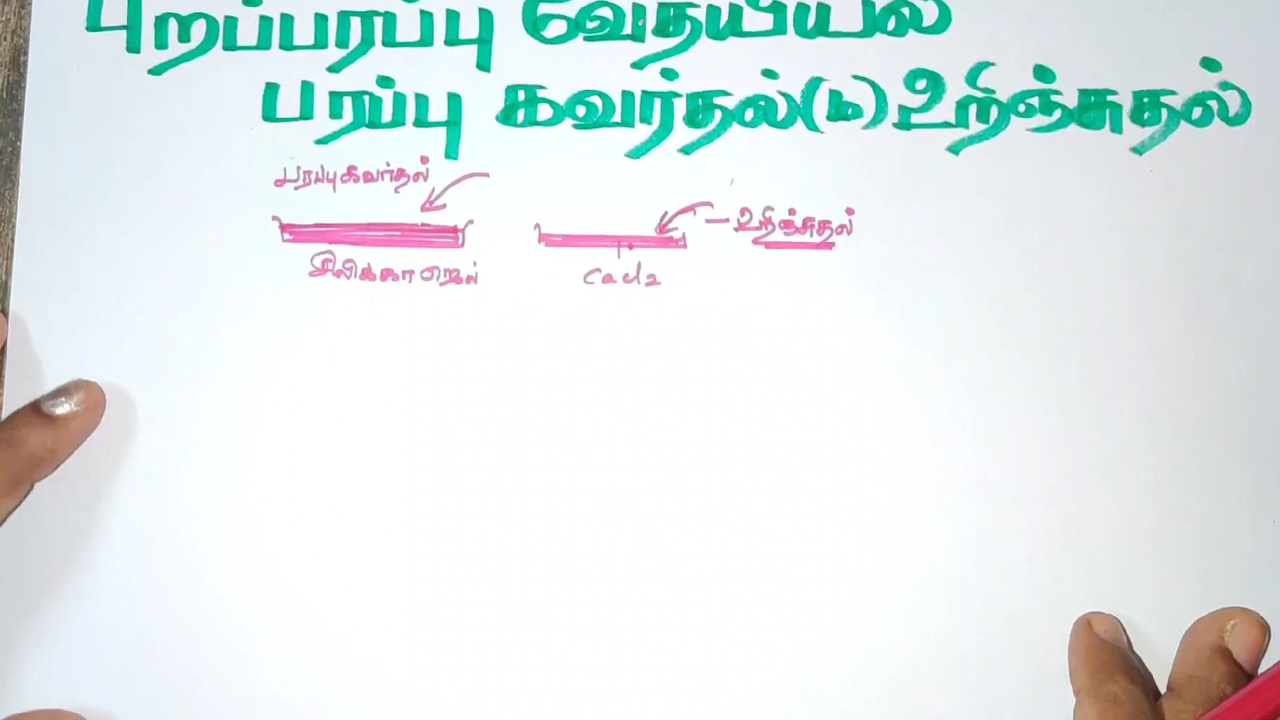 புறப்பரப்பு வேதியியல்
பரப்பு கவர்தல்(ம)உறிஞ்சுதல்
பரப்புகவர்தல்
உறிஞ்சுதல்
சிலிக்காஜெல்
Cacl2